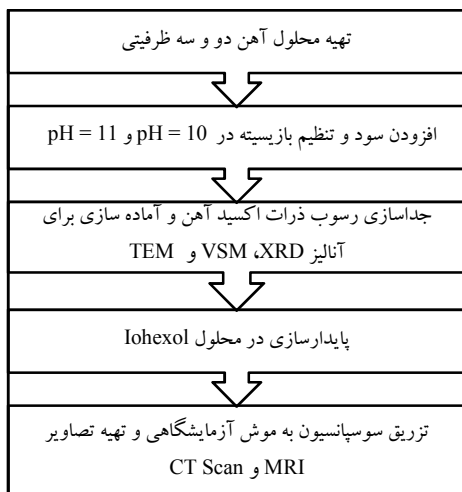 تهیه محلول آهن دو و سه ظرفیتی
افزودن سود و تنظیم بازیسیته در pH = 10 و pH = 11
جداسازی رسوب ذرات اکسید آهن و آماده سازی برای
آنالیز VSM ،XRD و TEM
پایدارسازی در محلول Iohexol
تزریق سوسپانسیون به موش آزمایشگاهی و تهیه تصاویر
MRI و CT Scan